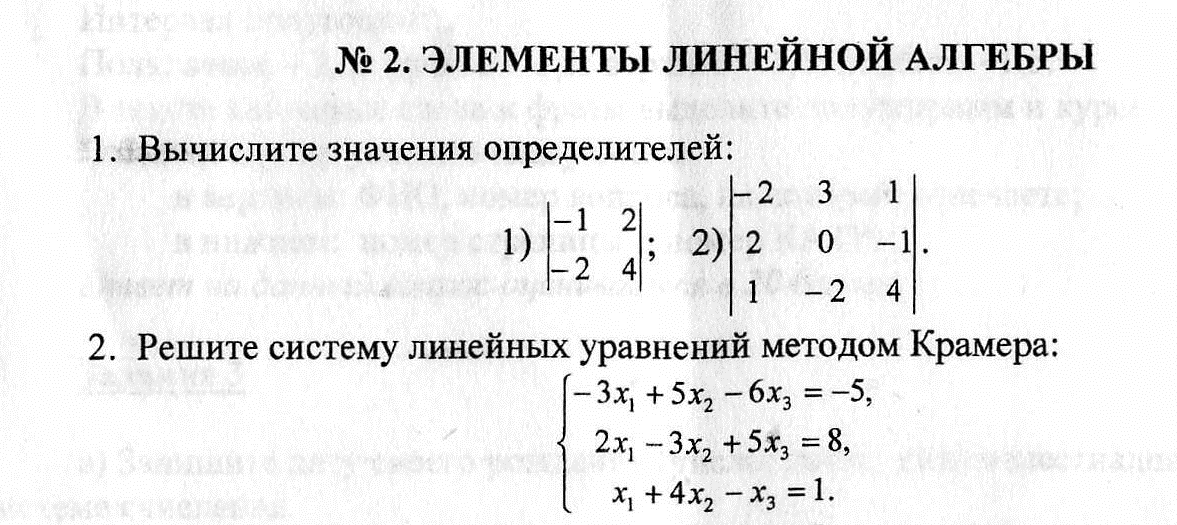 № 2. ЭЛЕМЕНТЫ ЛИНЕЙНОЙ АЛГЕБРЫ
1. Вычислите значения определителей:
1) |−1 2; −2 4|; 2) |−2 3 1; 2 0 −1; 1 −2 4|.
2. Решите систему линейных уравнений методом Крамера:
{ −3x₁ + 5x₂ − 6x₃ = −5,
2x₁ − 3x₂ + 5x₃ = 8,
x₁ + 4x₂ − x₃ = 1.